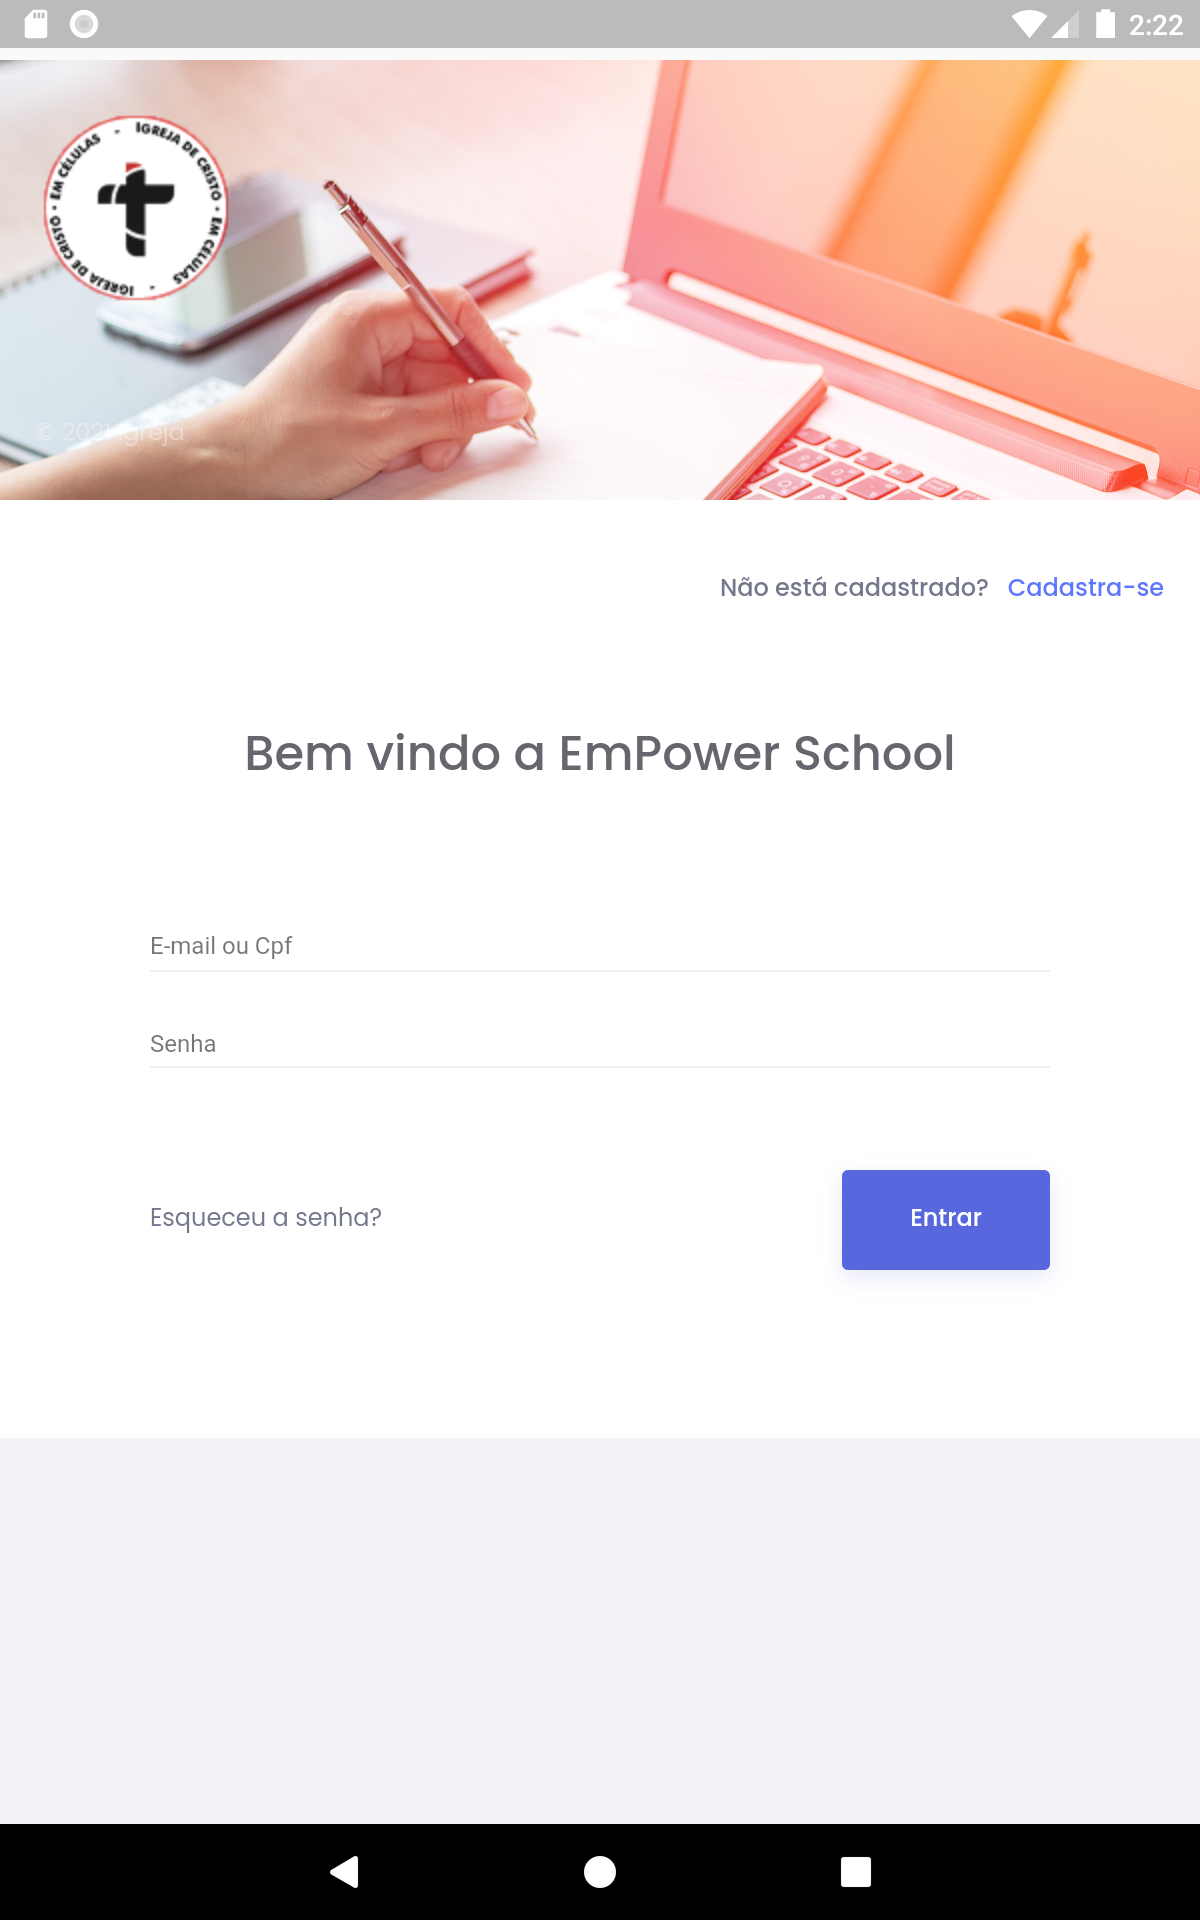 2:22
IGREJA DE CRISTO • EM CÉLULAS - IGREJA DE CRISTO • EM CÉLULAS -
© 2021 Igreja
Não está cadastrado? Cadastra-se
Bem vindo a EmPower School
E-mail ou Cpf
Senha
Esqueceu a senha?
Entrar